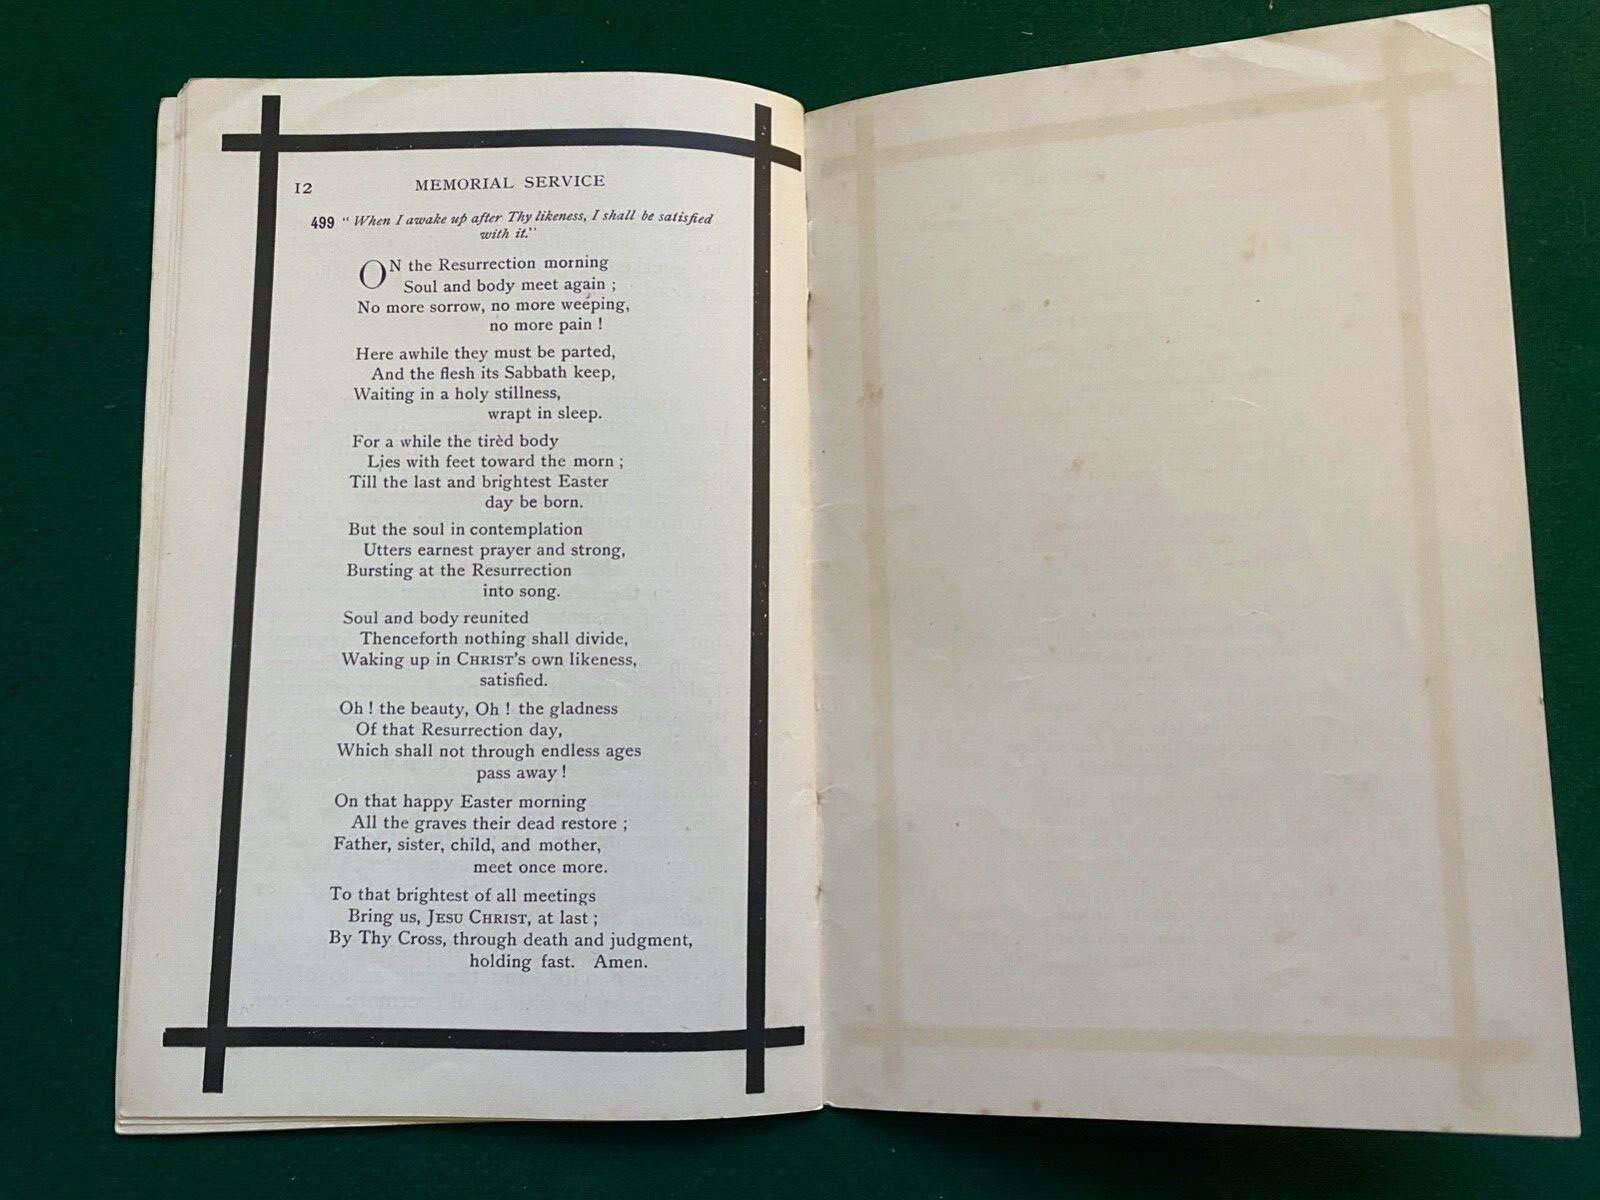 12 MEMORIAL SERVICE
499 "When I awake up after Thy likeness, I shall be satisfied
with it."
ON the Resurrection morning
Soul and body meet again ;
No more sorrow, no more weeping,
no more pain !
Here awhile they must be parted,
And the flesh its Sabbath keep,
Waiting in a holy stillness,
wrapt in sleep.
For a while the tirèd body
Lies with feet toward the morn ;
Till the last and brightest Easter
day be born.
But the soul in contemplation
Utters earnest prayer and strong,
Bursting at the Resurrection
into song.
Soul and body reunited
Thenceforth nothing shall divide,
Waking up in CHRIST'S own likeness,
satisfied.
Oh ! the beauty, Oh ! the gladness
Of that Resurrection day,
Which shall not through endless ages
pass away !
On that happy Easter morning
All the graves their dead restore ;
Father, sister, child, and mother,
meet once more.
To that brightest of all meetings
Bring us, JESU CHRIST, at last ;
By Thy Cross, through death and judgment,
holding fast. Amen.